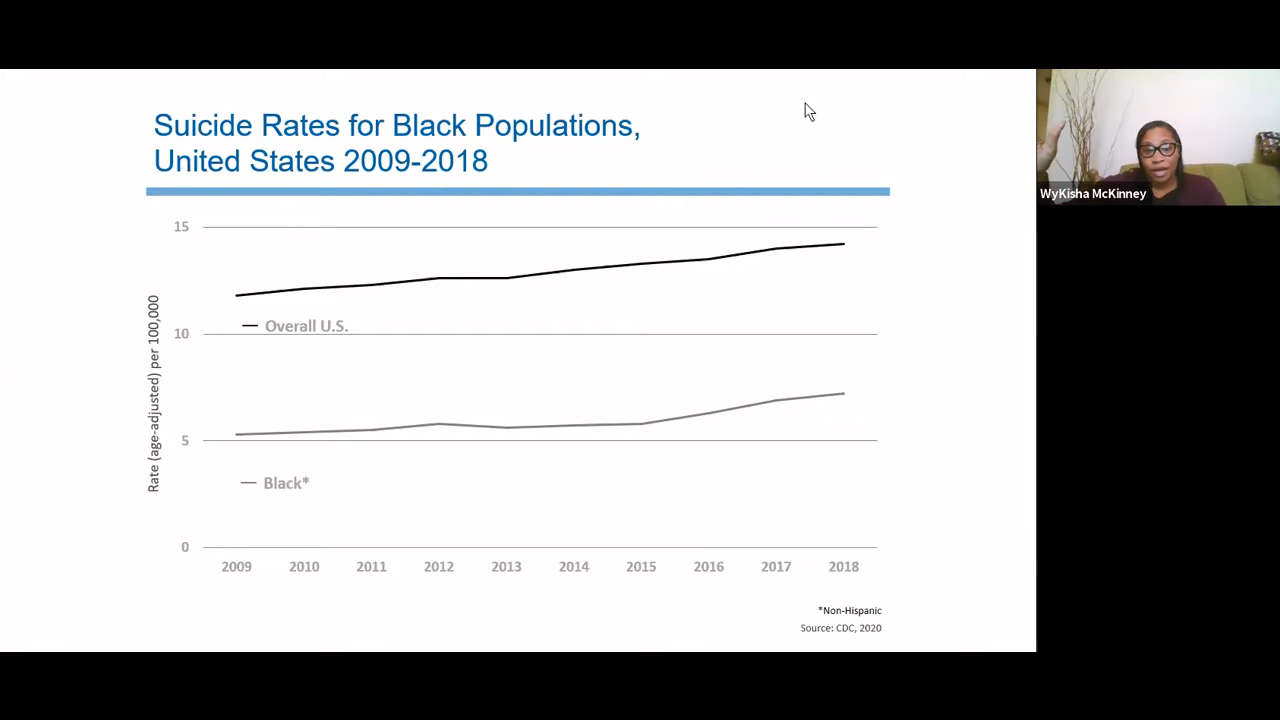 Suicide Rates for Black Populations,
United States 2009-2018
WyKisha McKinney
15
Rate (age-adjusted) per 100,000
Overall U.S.
10
5
Black*
0
2009 2010 2011 2012 2013 2014 2015 2016 2017 2018
*Non-Hispanic
Source: CDC, 2020